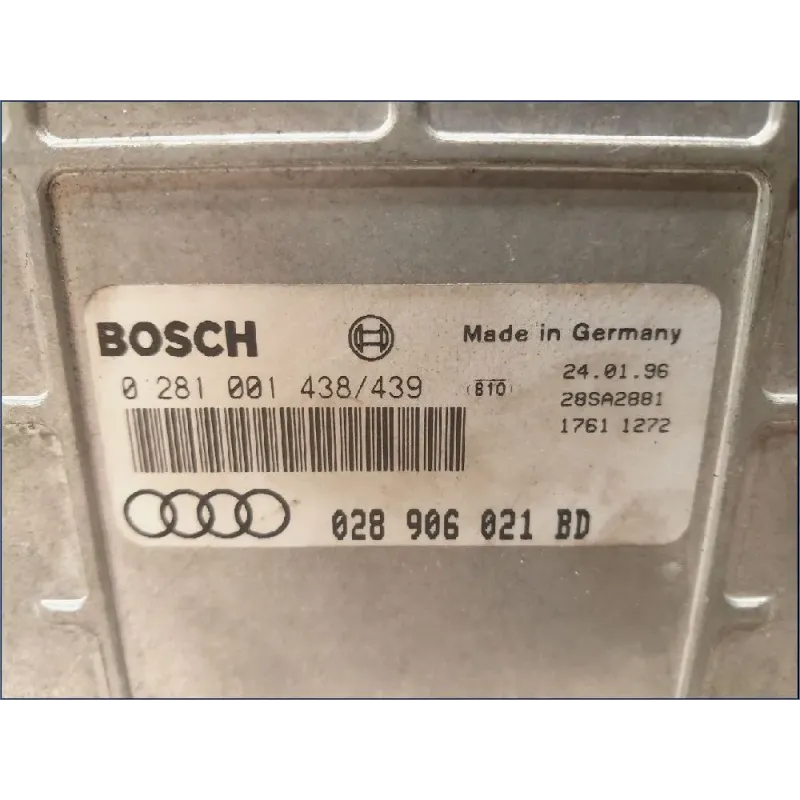 BOSCH Made in Germany
0 281 001 438/439 (B10) 24.01.96
28SA2881
1761 1272
028 906 021 BD